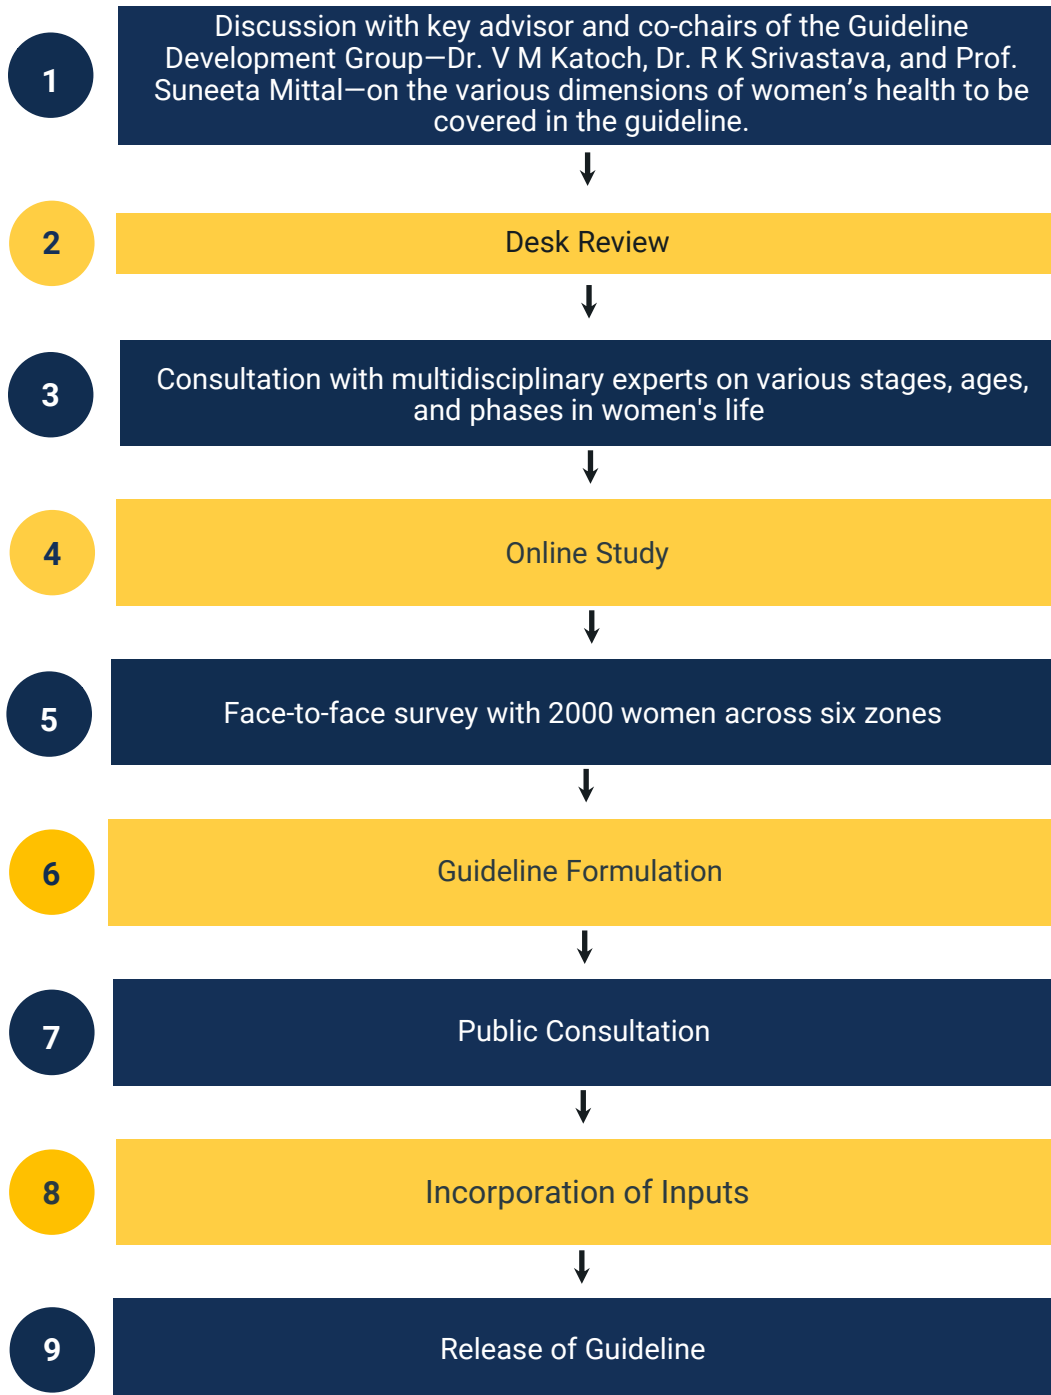 1
Discussion with key advisor and co-chairs of the Guideline
Development Group—Dr. V M Katoch, Dr. R K Srivastava, and Prof.
Suneeta Mittal—on the various dimensions of women’s health to be
covered in the guideline.
2
Desk Review
3
Consultation with multidisciplinary experts on various stages, ages,
and phases in women's life
4
Online Study
5
Face-to-face survey with 2000 women across six zones
6
Guideline Formulation
7
Public Consultation
8
Incorporation of Inputs
9
Release of Guideline